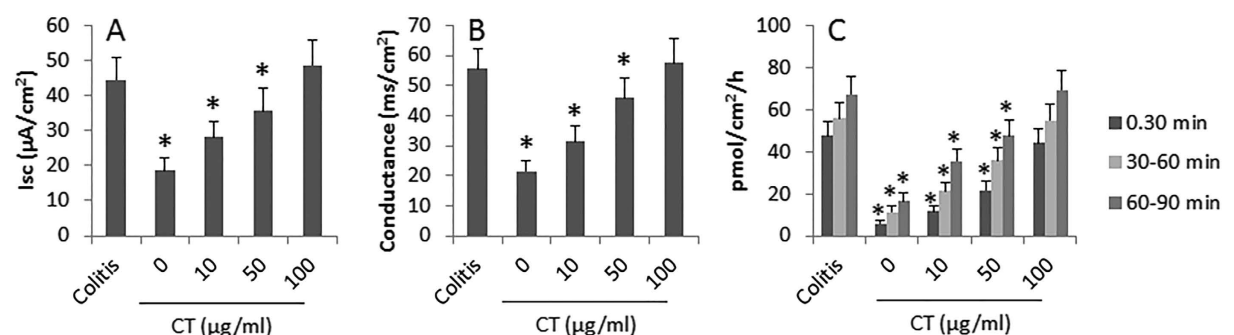 A
Isc (µA/cm²)
60
50
40
30
20
10
0
*
*
*
Colitis
0
10
50
100
CT (µg/ml)
B
Conductance (ms/cm²)
70
60
50
40
30
20
10
0
*
*
*
Colitis
0
10
50
100
CT (µg/ml)
C
pmol/cm²/h
100
80
60
40
20
0
* * *
* * *
* * *
Colitis
0
10
50
100
CT (µg/ml)
0.30 min
30-60 min
60-90 min